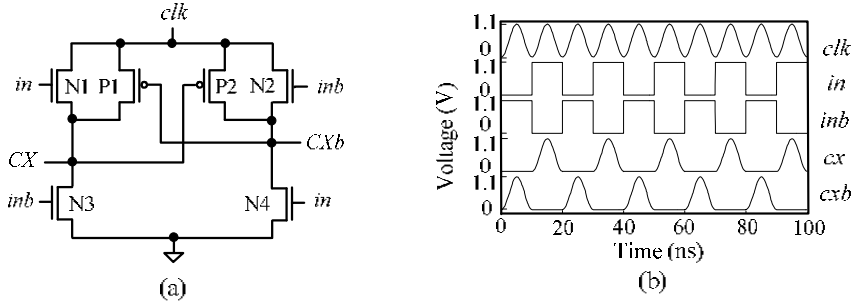 clk
in N1 P1 P2 N2 inb
CX CXb
inb N3 N4 in
(a)
Voltage (V)
1.1
0
clk
1.1
0
in
1.1
0
inb
1.1
0
cx
1.1
0
cxb
0 20 40 60 80 100
Time (ns)
(b)